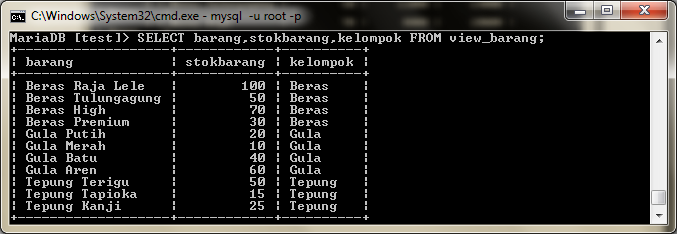 C:\Windows\System32\cmd.exe - mysql -u root -p
MariaDB [test]> SELECT barang,stokbarang,kelompok FROM view_barang;
+------------------+------------+----------+
| barang           | stokbarang | kelompok |
+------------------+------------+----------+
| Beras Raja Lele  |        100 | Beras    |
| Beras Tulungagung |         50 | Beras    |
| Beras High       |         70 | Beras    |
| Beras Premium    |         30 | Beras    |
| Gula Putih       |         20 | Gula     |
| Gula Merah       |         10 | Gula     |
| Gula Batu        |         40 | Gula     |
| Gula Aren        |         60 | Gula     |
| Tepung Terigu    |         50 | Tepung   |
| Tepung Tapioka   |         15 | Tepung   |
| Tepung Kanji     |         25 | Tepung   |
+------------------+------------+----------+